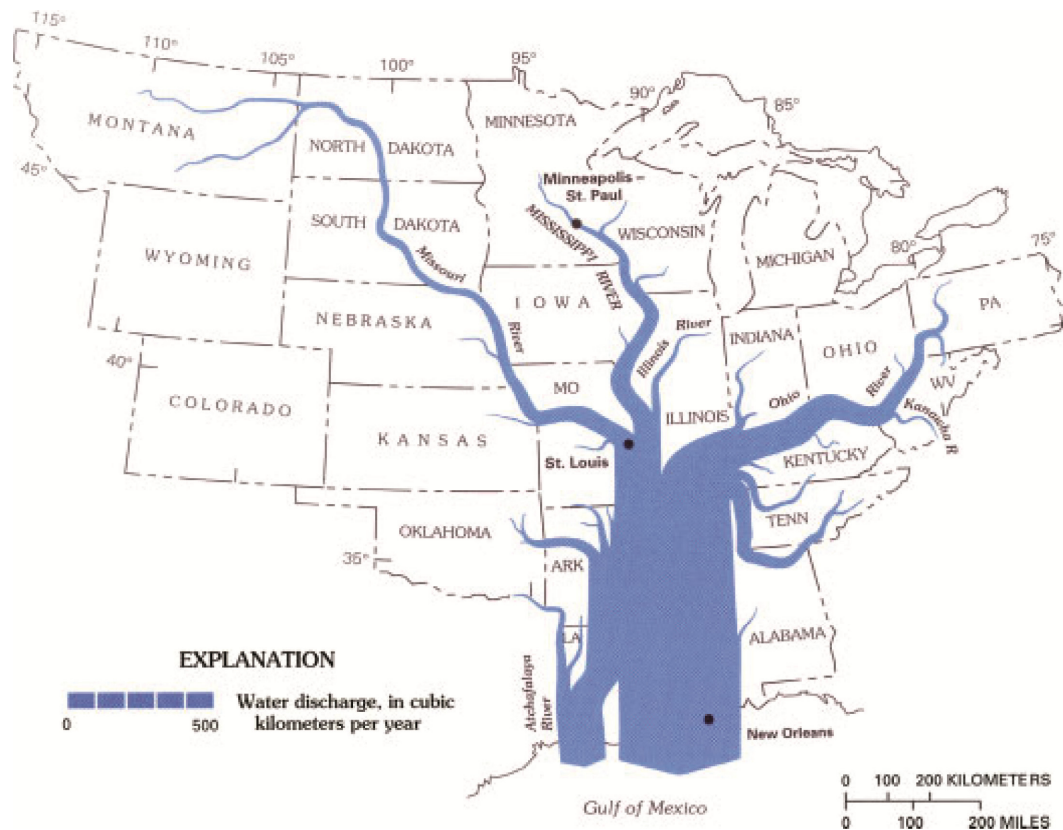 115°
110°
105°
100°
95°
90°
85°
MONTANA
NORTH DAKOTA
MINNESOTA
45°
Minneapolis –
St. Paul
SOUTH DAKOTA
MISSISSIPPI RIVER
WISCONSIN
MICHIGAN
80°
75°
WYOMING
Missouri River
IOWA
NEBRASKA
Illinois River
INDIANA
OHIO
PA
40°
MO
COLORADO
KANSAS
ILLINOIS
Ohio River
WV
Kanawha R
St. Louis
KENTUCKY
OKLAHOMA
TENN
35°
ARK
LA
ALABAMA
EXPLANATION
Water discharge, in cubic
kilometers per year
0 500
Atchafalaya
River
New Orleans
Gulf of Mexico
0 100 200 KILOMETERS
0 100 200 MILES